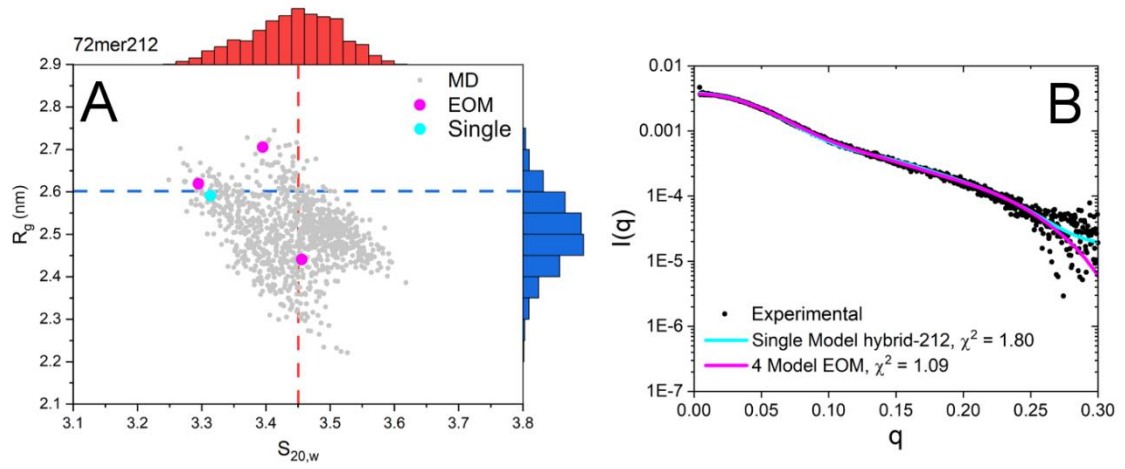 72mer212
A
MD
EOM
Single
2.9
2.8
2.7
2.6
2.5
2.4
2.3
2.2
2.1
Rg (nm)
3.1 3.2 3.3 3.4 3.5 3.6 3.7 3.8
S20,w
B
0.01
0.001
1E-4
1E-5
1E-6
1E-7
I(q)
Experimental
Single Model hybrid-212, χ² = 1.80
4 Model EOM, χ² = 1.09
0.00 0.05 0.10 0.15 0.20 0.25 0.30
q